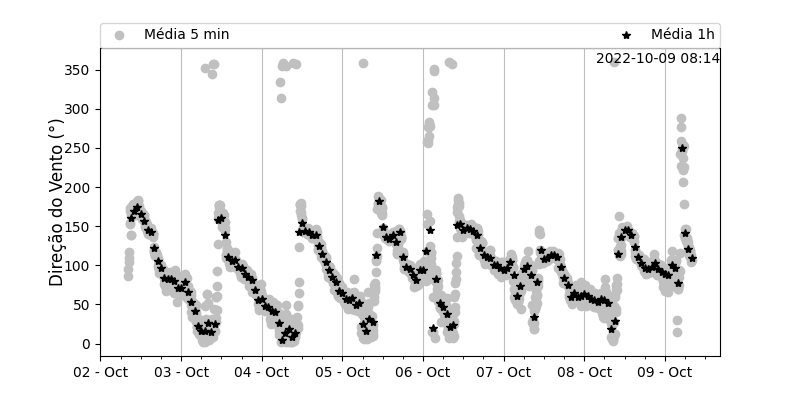 Média 5 min
Média 1h
2022-10-09 08:14
Direção do Vento (°)
350
300
250
200
150
100
50
0
02 - Oct
03 - Oct
04 - Oct
05 - Oct
06 - Oct
07 - Oct
08 - Oct
09 - Oct